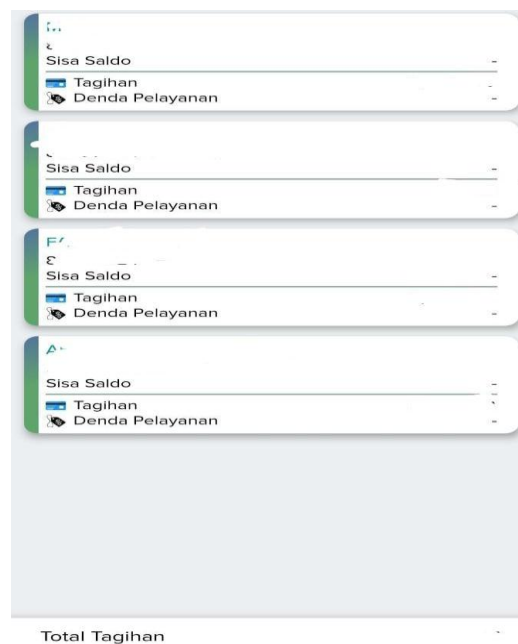 Sisa Saldo -
Tagihan -
Denda Pelayanan -
Sisa Saldo -
Tagihan
Denda Pelayanan -
Sisa Saldo -
Tagihan
Denda Pelayanan -
Sisa Saldo -
Tagihan
Denda Pelayanan -
Total Tagihan